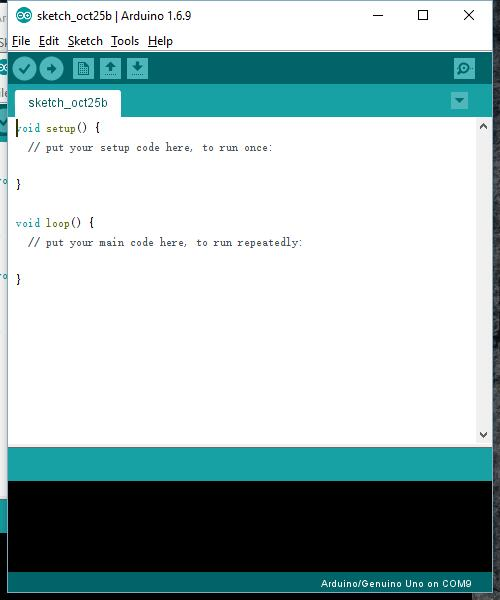 sketch_oct25b | Arduino 1.6.9
File Edit Sketch Tools Help
sketch_oct25b
void setup() {
// put your setup code here, to run once:
}
void loop() {
// put your main code here, to run repeatedly:
}
Arduino/Genuino Uno on COM9